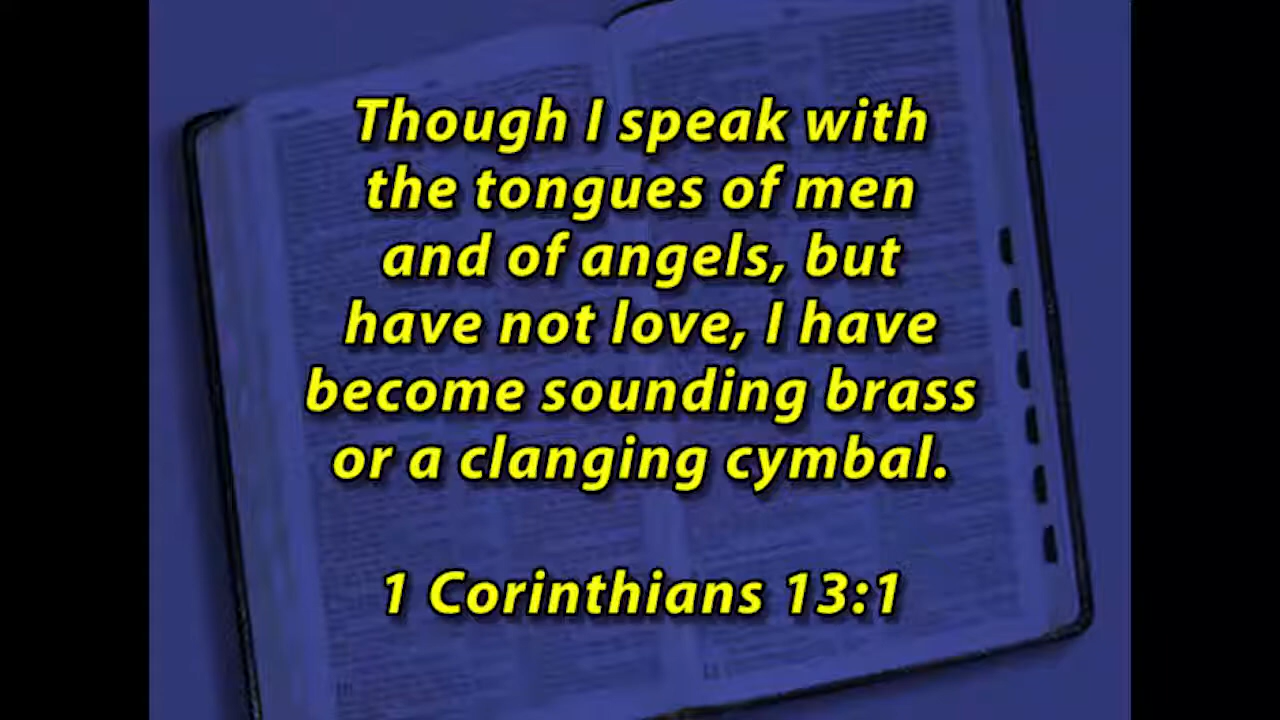 Though I speak with
the tongues of men
and of angels, but
have not love, I have
become sounding brass
or a clanging cymbal.
1 Corinthians 13:1